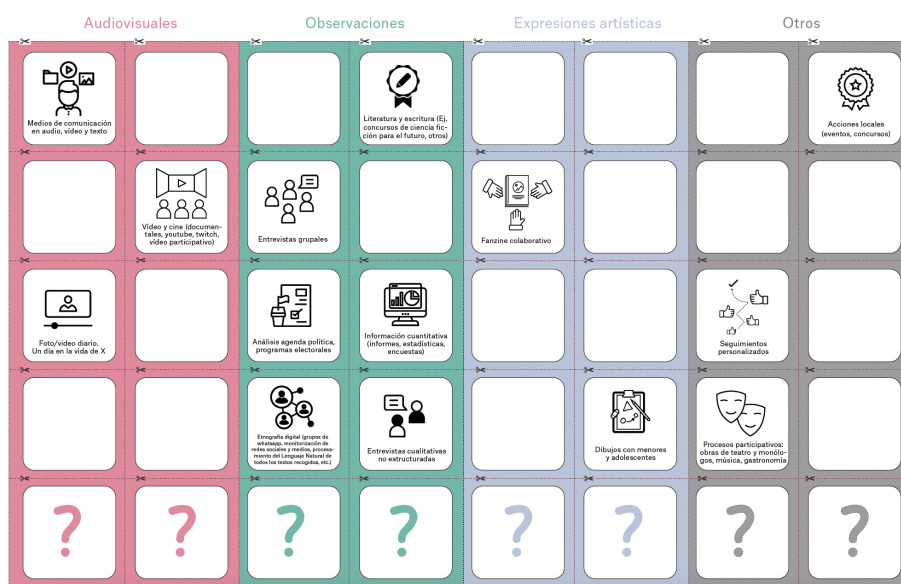 Audiovisuales
Observaciones
Expresiones artísticas
Otros
Medios de comunicación
en audio, vídeo y texto
Literatura y escritura (Ej.
concursos de ciencia fic-
ción para el futuro, otros)
Acciones locales
(eventos, concursos)
Vídeo y cine (documen-
tales, youtube, twitch,
vídeo participativo)
Entrevistas grupales
Fanzine colaborativo
Foto/video diario.
Un día en la vida de X
Análisis agenda política,
programas electorales
Información cuantitativa
(informes, estadísticas,
encuestas)
Seguimientos
personalizados
Etnografía digital (grupos de
whatsapp, monitorización de
redes sociales y medios, procesa-
miento del Lenguaje Natural de
todos los textos recogidos, etc.)
Entrevistas cualitativas
no estructuradas
Dibujos con menores
y adolescentes
Procesos participativos:
obras de teatro y monólo-
gos, música, gastronomía
? ? ? ? ? ? ? ?